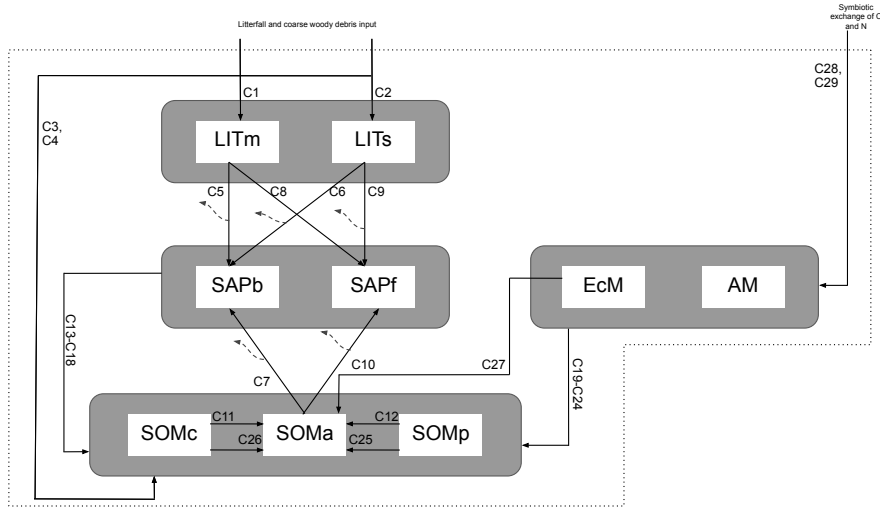 Litterfall and coarse woody debris input
Symbiotic
exchange of C
and N
C1
C2
C28,
C29
C3,
C4
LITm
LITs
C5
C8
C6
C9
SAPb
SAPf
EcM
AM
C13-C18
C7
C10
C27
C19-C24
C11
C12
SOMc
SOMa
SOMp
C26
C25